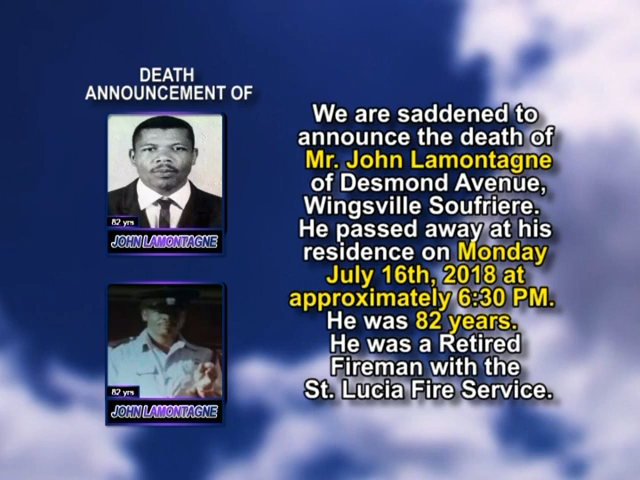 DEATH
ANNOUNCEMENT OF
82 yrs
JOHN LAMONTAGNE
82 yrs
JOHN LAMONTAGNE
We are saddened to
announce the death of
Mr. John Lamontagne
of Desmond Avenue,
Wingsville Soufriere.
He passed away at his
residence on Monday
July 16th, 2018 at
approximately 6:30 PM.
He was 82 years.
He was a Retired
Fireman with the
St. Lucia Fire Service.